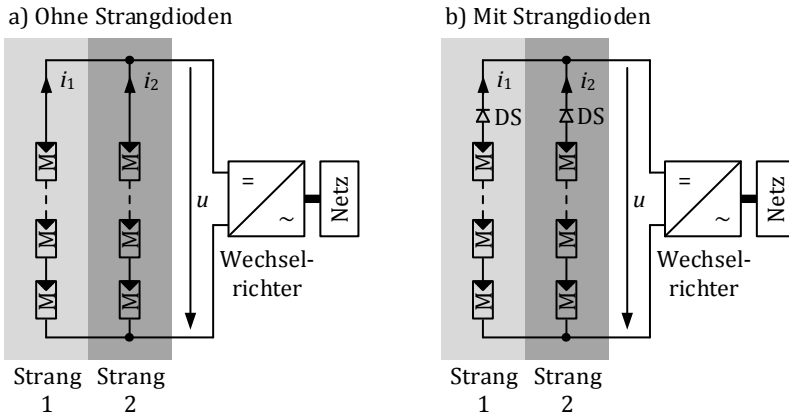 a) Ohne Strangdioden
i1
i2
M
M
M
M
M
M
u
=
~
Netz
Wechsel-
richter
Strang
1
Strang
2
b) Mit Strangdioden
i1
i2
DS
DS
M
M
M
M
M
M
u
=
~
Netz
Wechsel-
richter
Strang
1
Strang
2